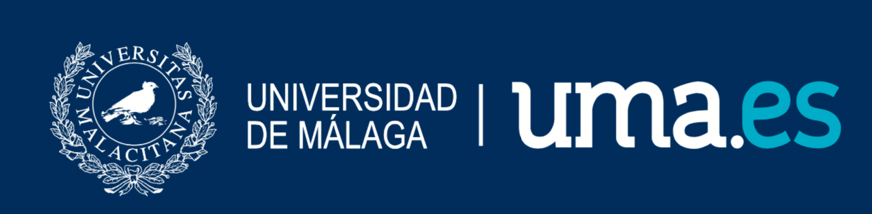 UNIVERSITAS
MALACITANA
UNIVERSIDAD
DE MÁLAGA
uma.es